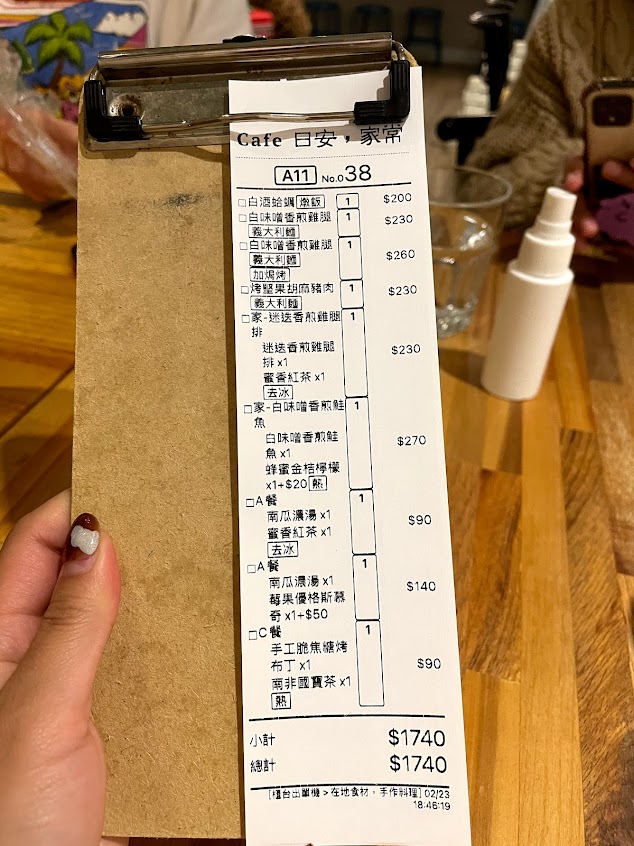 Cafe 日安，家常
A11 No.038
□白酒蛤蠣 燉飯 1 $200
□白味噌香煎雞腿 1 $230
義大利麵
□白味噌香煎雞腿 1 $260
義大利麵
加焗烤
□烤堅果胡麻豬肉 1 $230
義大利麵
□家-迷迭香煎雞腿 1 $230
排
迷迭香煎雞腿
排 x1
蜜香紅茶 x1
去冰
□家-白味噌香煎鮭 1 $270
魚
白味噌香煎鮭
魚 x1
蜂蜜金桔檸檬
x1+$20 熱
□A餐 1 $90
南瓜濃湯 x1
蜜香紅茶 x1
去冰
□A餐 1 $140
南瓜濃湯 x1
莓果優格斯慕
奇 x1+$50
□C餐 1 $90
手工脆焦糖烤
布丁 x1
南非國寶茶 x1
熱
小計 $1740
總計 $1740
[櫃台出單機 > 在地食材，手作料理] 02/23
18:46:19